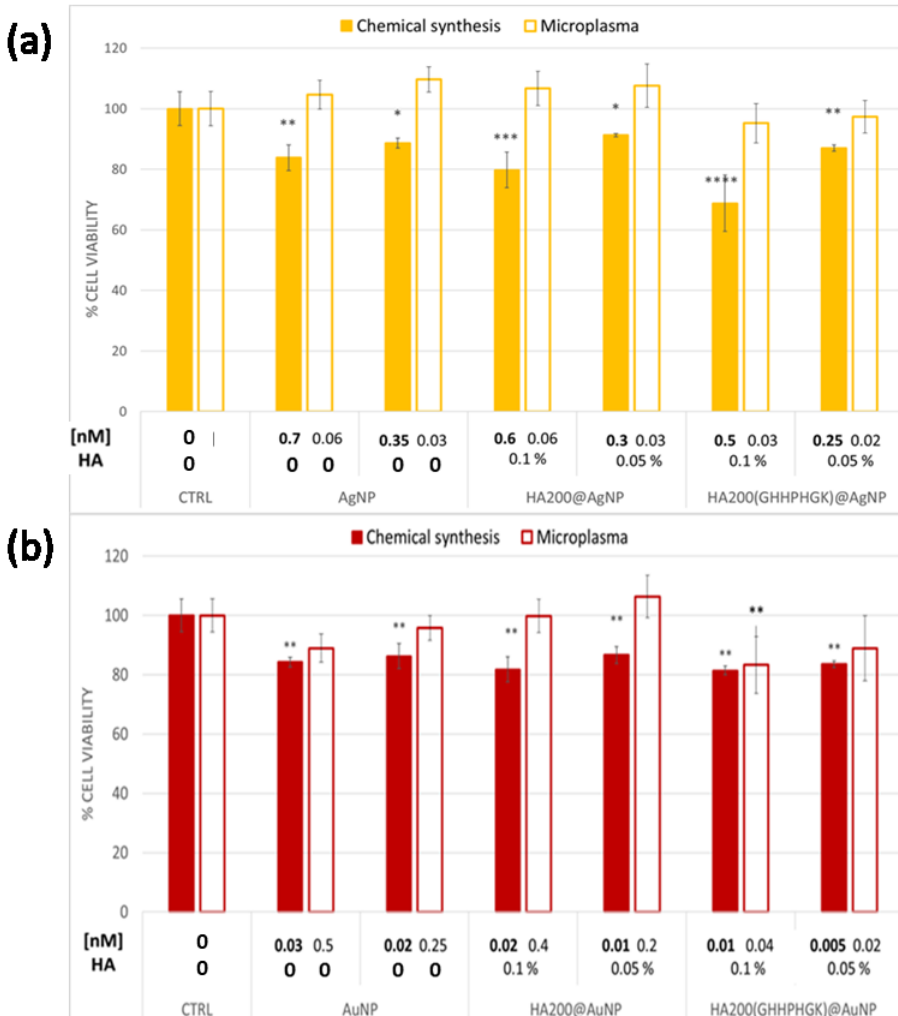 (a)
Chemical synthesis Microplasma
120
100
80
60
40
20
0
% CELL VIABILITY
** * *** * **** **
[nM] 0 | 0.7 0.06 0.35 0.03 0.6 0.06 0.3 0.03 0.5 0.03 0.25 0.02
HA 0 0 0 0 0 0.1 % 0.05 % 0.1 % 0.05 %
CTRL AgNP HA200@AgNP HA200(GHHPHGK)@AgNP
(b)
Chemical synthesis Microplasma
120
100
80
60
40
20
0
% CELL VIABILITY
** ** ** ** ** ** **
[nM] 0 0.03 0.5 0.02 0.25 0.02 0.4 0.01 0.2 0.01 0.04 0.005 0.02
HA 0 0 0 0 0 0.1 % 0.05 % 0.1 % 0.05 %
CTRL AuNP HA200@AuNP HA200(GHHPHGK)@AuNP